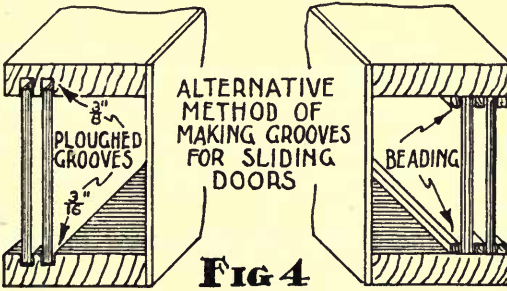 3/8"
PLOUGHED
GROOVES
3/16"
ALTERNATIVE
METHOD OF
MAKING GROOVES
FOR SLIDING
DOORS
BEADING
FIG 4